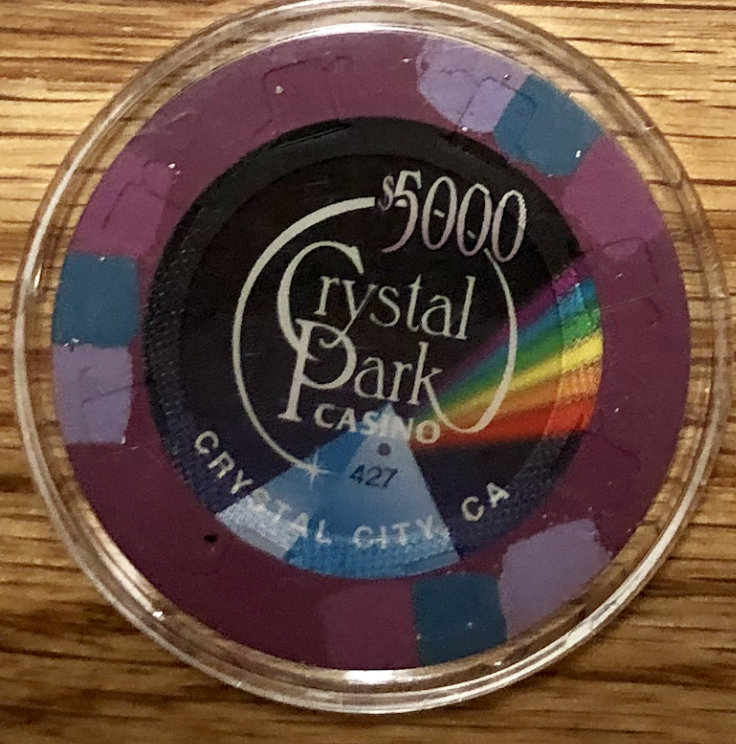 $5000
Crystal
Park
CASINO
427
CRYSTAL CITY, CA